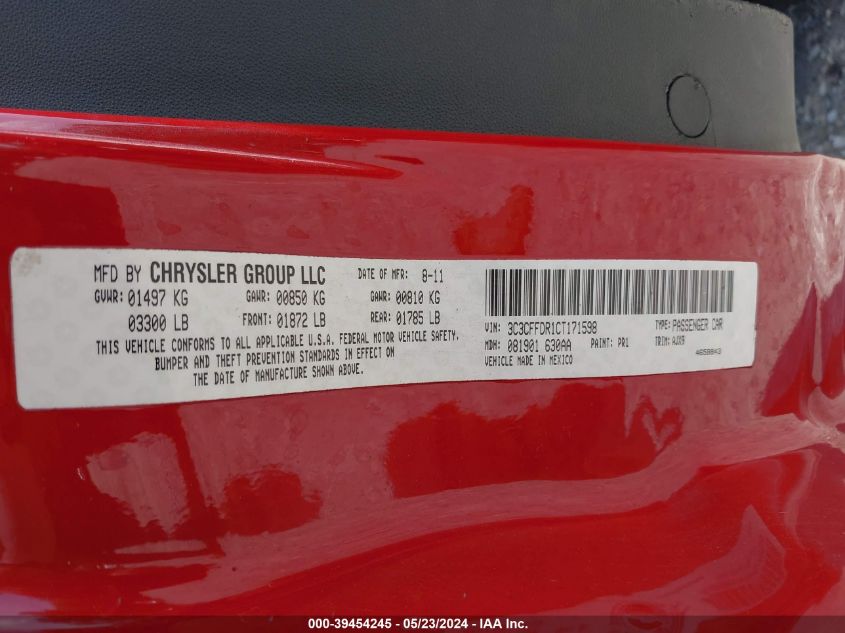 MFD BY CHRYSLER GROUP LLC DATE OF MFR: 8-11
GVWR: 01497 KG GAWR: 00850 KG GAWR: 00810 KG
03300 LB FRONT: 01872 LB REAR: 01785 LB
THIS VEHICLE CONFORMS TO ALL APPLICABLE U.S.T. FEDERAL MOTOR VEHICLE SAFETY,
BUMPER AND THEFT PREVENTION STANDARDS IN EFFECT ON
THE DATE OF MANUFACTURE SHOWN ABOVE.
VIN: 3C3CFFDR1CT171598 TYPE: PASSENGER CAR
MDH: 081901 630AA PAINT: PR1 TRIM:
VEHICLE MADE IN MEXICO
000-39454245 - 05/23/2024 - IAA Inc.